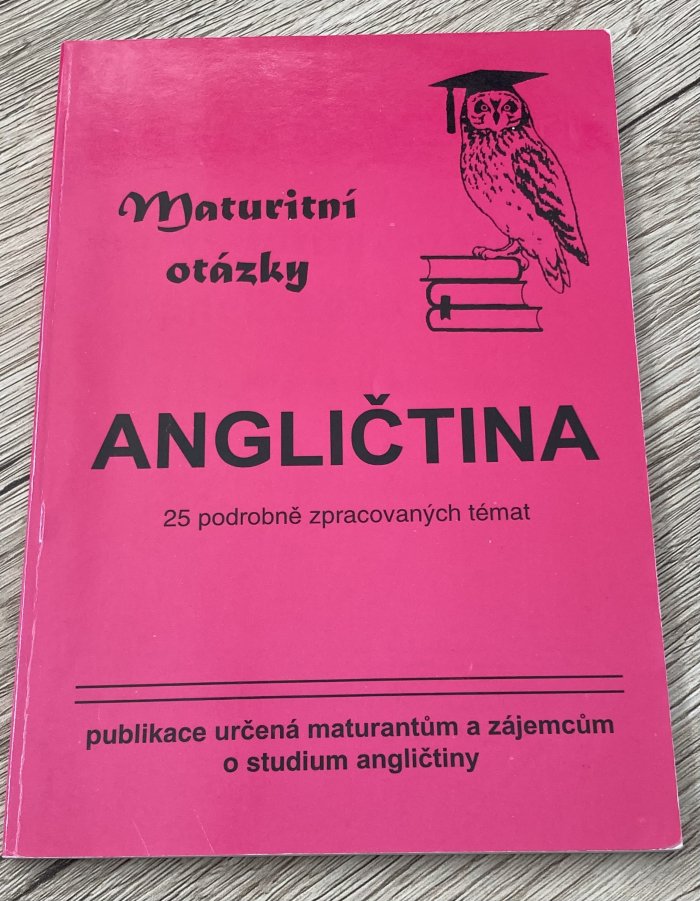 Maturitní
otázky
ANGLIČTINA
25 podrobně zpracovaných témat
publikace určená maturantům a zájemcům
o studium angličtiny